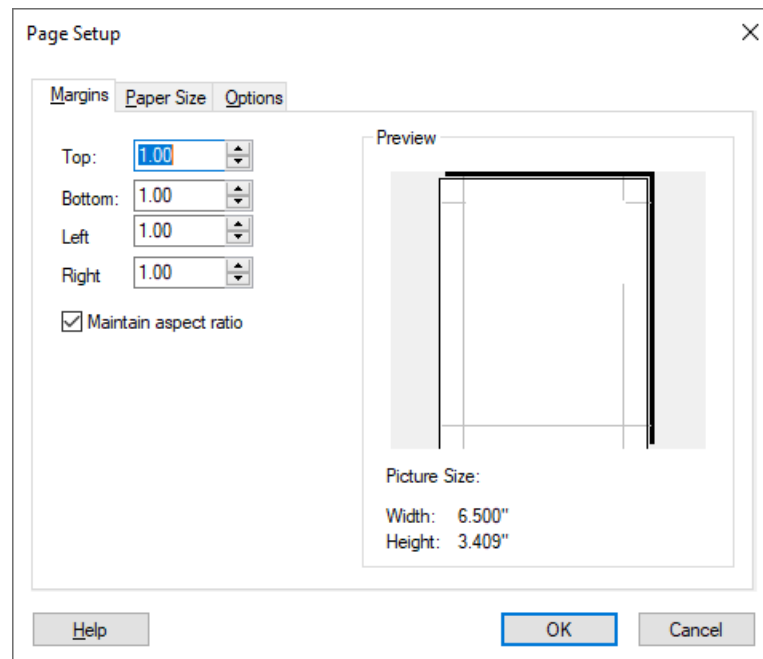 Page Setup
Margins Paper Size Options
Top: 1.00
Bottom: 1.00
Left 1.00
Right 1.00
Maintain aspect ratio
Preview
Picture Size:
Width: 6.500"
Height: 3.409"
Help OK Cancel